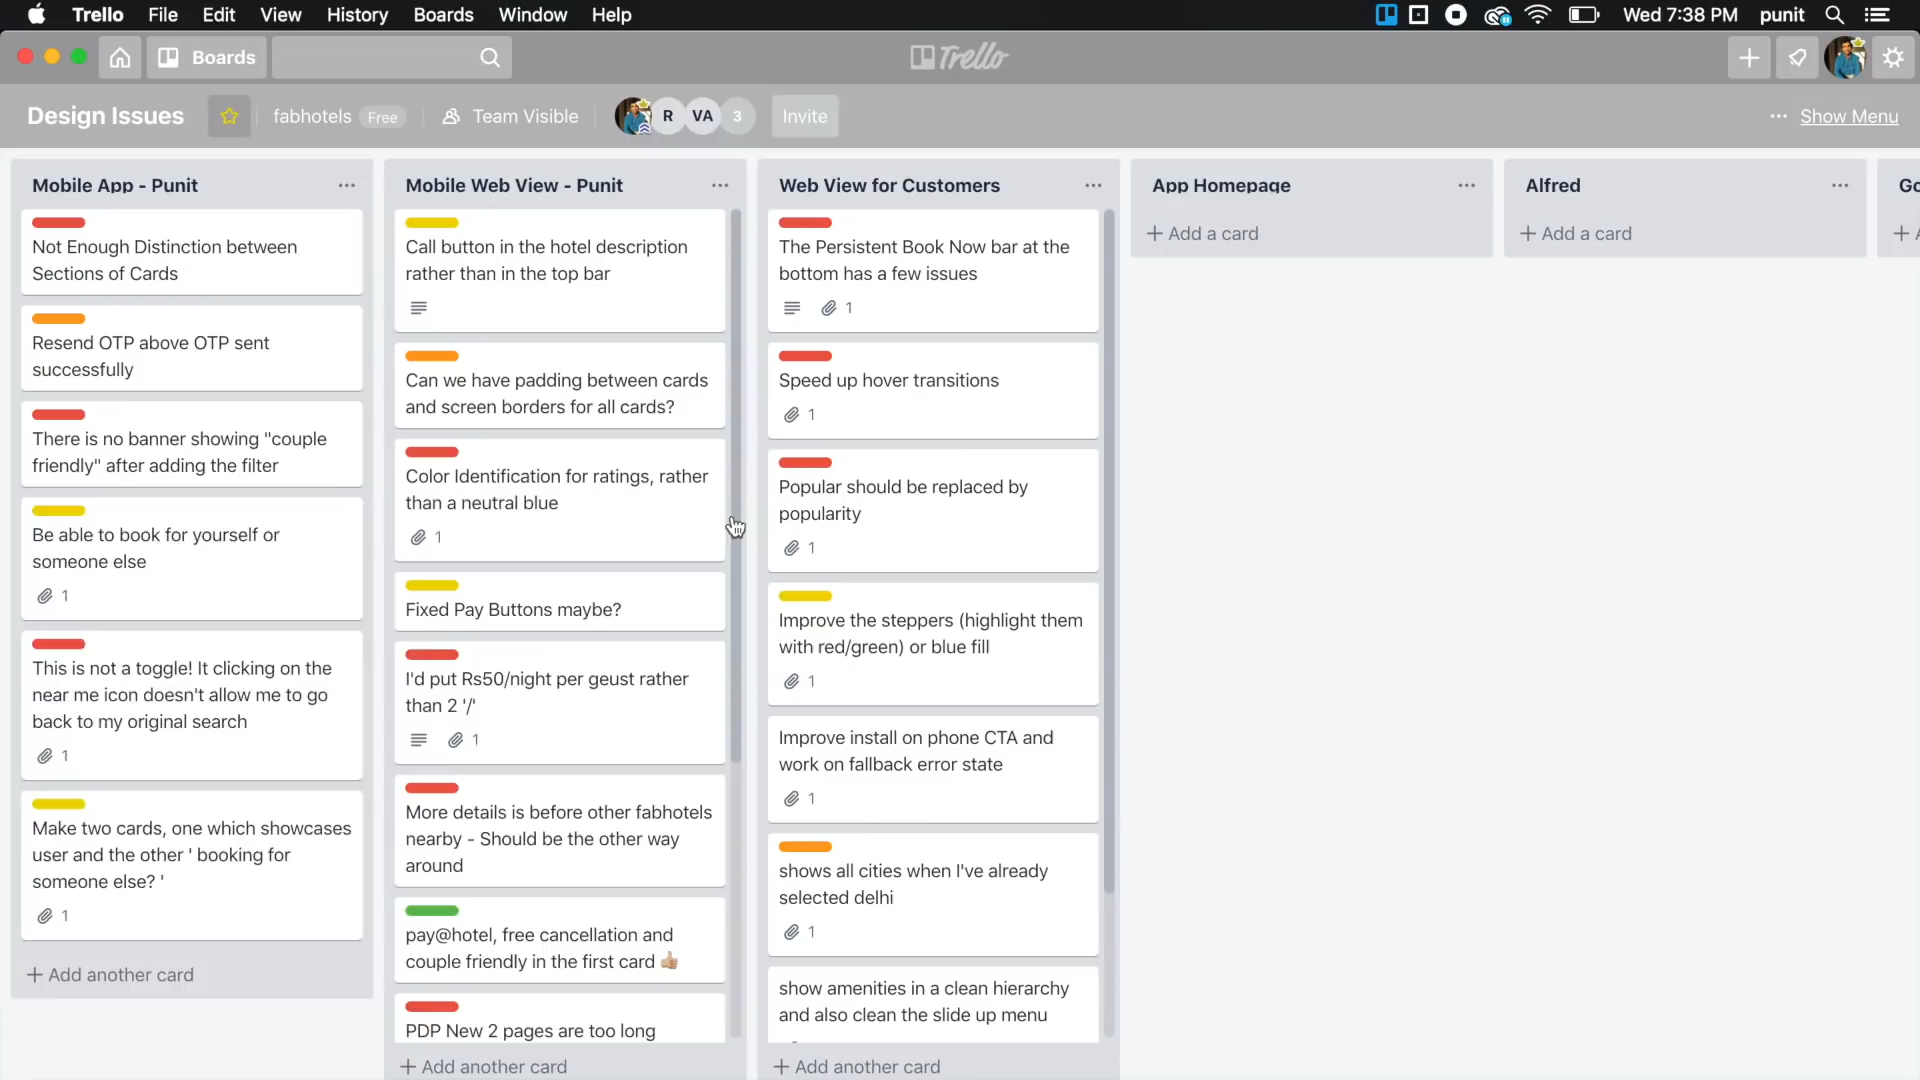 Trello File Edit View History Boards Window Help Wed 7:38 PM punit
Boards
Trello
Design Issues fabhotels Free Team Visible R VA 3 Invite ... Show Menu
Mobile App - Punit
Not Enough Distinction between
Sections of Cards
Resend OTP above OTP sent
successfully
There is no banner showing "couple
friendly" after adding the filter
Be able to book for yourself or
someone else
1
This is not a toggle! It clicking on the
near me icon doesn't allow me to go
back to my original search
1
Make two cards, one which showcases
user and the other ' booking for
someone else? '
1
+ Add another card
Mobile Web View - Punit
Call button in the hotel description
rather than in the top bar
Can we have padding between cards
and screen borders for all cards?
Color Identification for ratings, rather
than a neutral blue
1
Fixed Pay Buttons maybe?
I'd put Rs50/night per geust rather
than 2 '/'
1
More details is before other fabhotels
nearby - Should be the other way
around
pay@hotel, free cancellation and
couple friendly in the first card 👍🏼
PDP New 2 pages are too long
+ Add another card
Web View for Customers
The Persistent Book Now bar at the
bottom has a few issues
1
Speed up hover transitions
1
Popular should be replaced by
popularity
1
Improve the steppers (highlight them
with red/green) or blue fill
1
Improve install on phone CTA and
work on fallback error state
1
shows all cities when I've already
selected delhi
1
show amenities in a clean hierarchy
and also clean the slide up menu
+ Add another card
App Homepage
+ Add a card
Alfred
+ Add a card